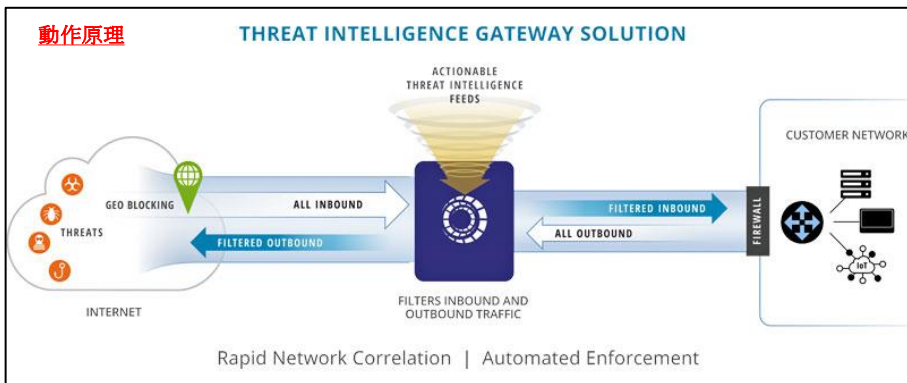 動作原理
THREAT INTELLIGENCE GATEWAY SOLUTION
ACTIONABLE
THREAT INTELLIGENCE
FEEDS
CUSTOMER NETWORK
GEO BLOCKING
ALL INBOUND
THREATS
FILTERED OUTBOUND
FILTERED INBOUND
ALL OUTBOUND
FIREWALL
IoT
INTERNET
FILTERS INBOUND AND
OUTBOUND TRAFFIC
Rapid Network Correlation | Automated Enforcement